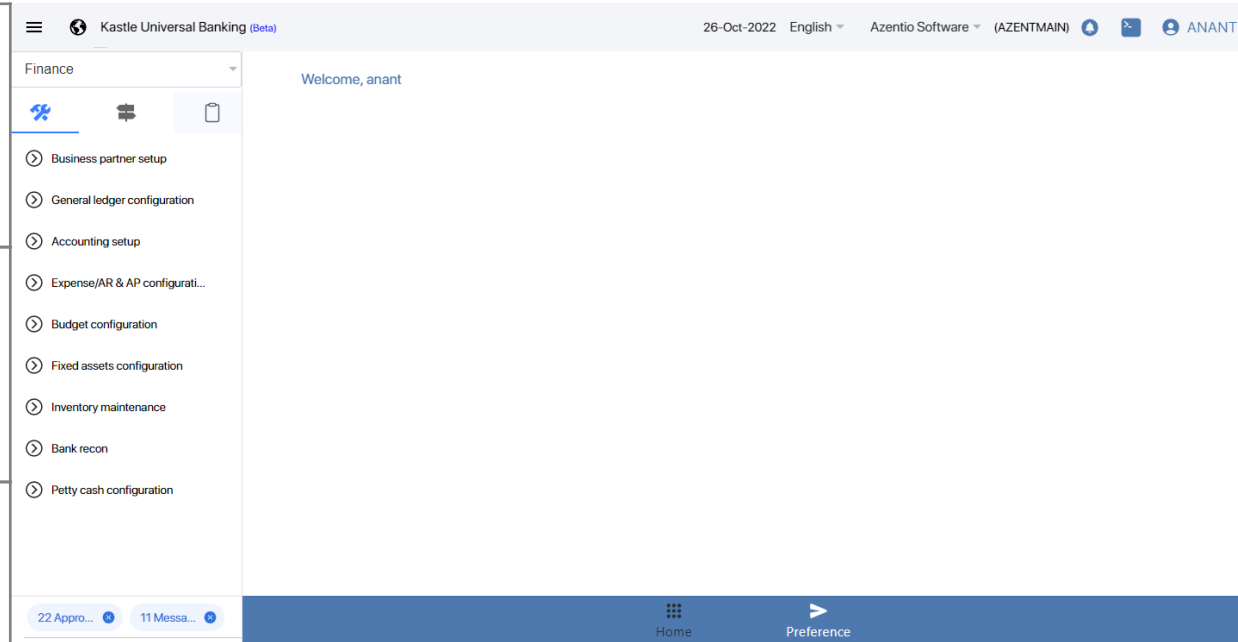 Kastle Universal Banking (Beta)
26-Oct-2022 English Azentio Software (AZENTMAIN) ANANT
Finance
Welcome, anant
Business partner setup
General ledger configuration
Accounting setup
Expense/AR & AP configurati...
Budget configuration
Fixed assets configuration
Inventory maintenance
Bank recon
Petty cash configuration
22 Appro... 11 Messa...
Home Preference